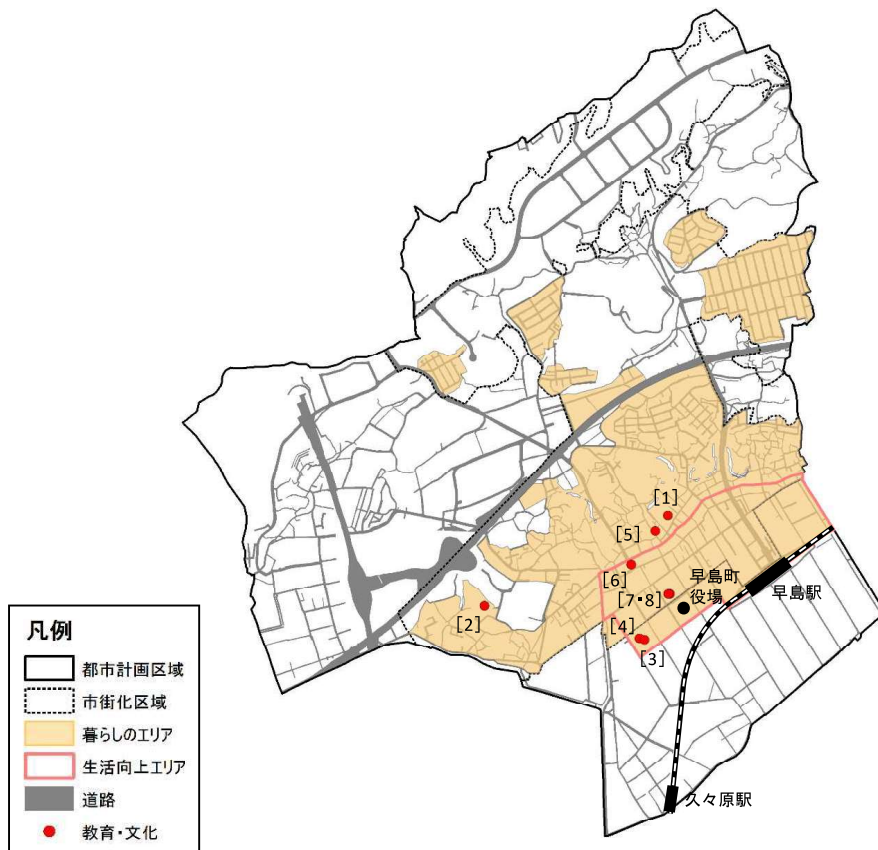 [1]
[5]
[6]
早島町
役場
早島駅
[7・8]
[2]
[4]
[3]
久々原駅
凡例
都市計画区域
市街化区域
暮らしのエリア
生活向上エリア
道路
教育・文化